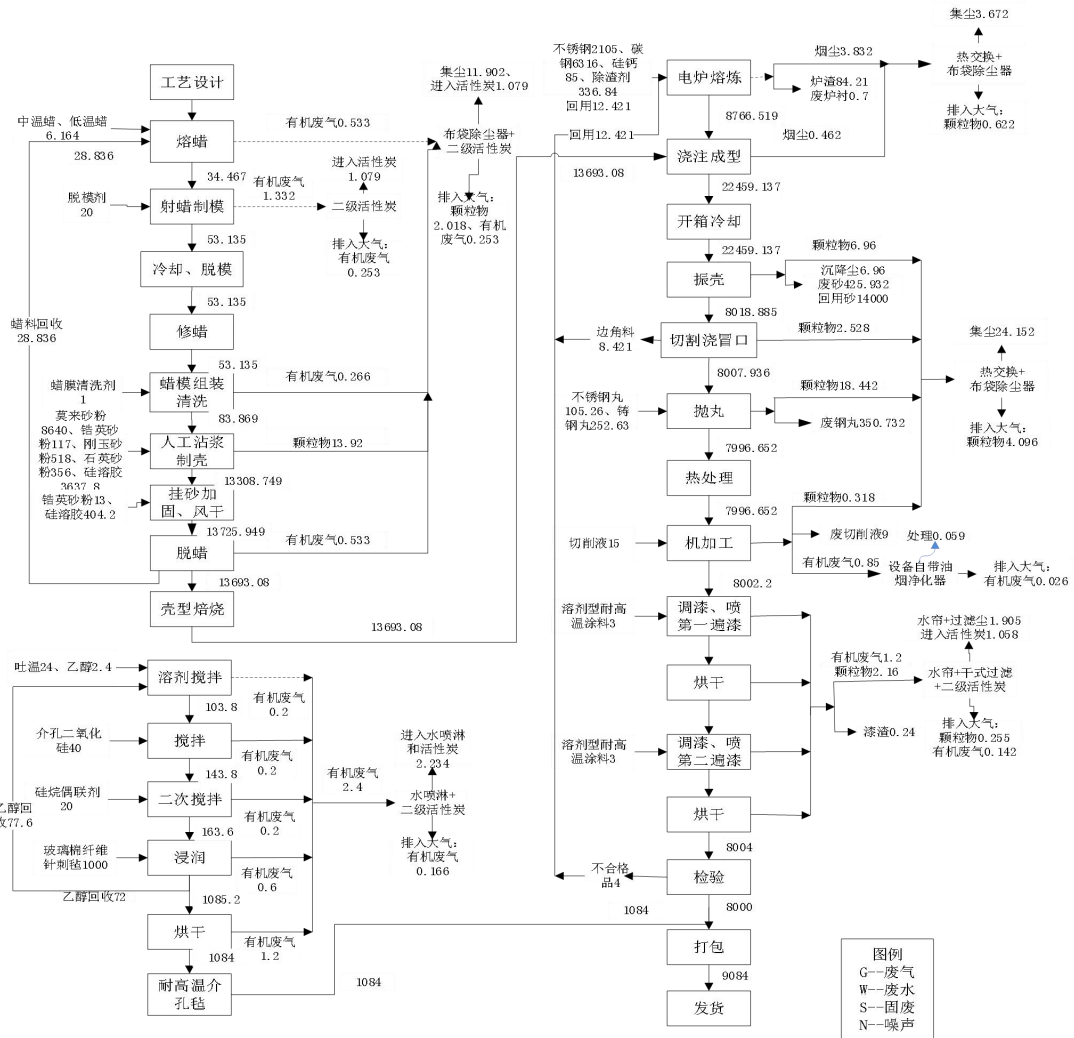 工艺设计
中温蜡、低温蜡
6.164
28.836
熔蜡
有机废气0.533
集尘11.902、
进入活性炭1.079
布袋除尘器+
二级活性炭
排入大气：
颗粒物
2.018、有机
废气0.253
34.467
脱模剂
20
射蜡制模
有机废气
1.332
进入活性炭
1.079
二级活性炭
排入大气：
有机废气
0.253
53.135
冷却、脱模
53.135
蜡料回收
28.836
修蜡
53.135
蜡膜清洗剂
1
蜡模组装
清洗
有机废气0.266
83.869
莫来砂粉
8640、锆英砂
粉117、刚玉砂
粉518、石英砂
粉356、硅溶胶
3637.8
人工沾浆
制壳
颗粒物13.92
13308.749
锆英砂粉13、
硅溶胶404.2
挂砂加
固、风干
13725.949
脱蜡
有机废气0.533
13693.08
壳型焙烧
13693.08
吐温24、乙醇2.4
溶剂搅拌
有机废气
0.2
103.8
介孔二氧化
硅40
搅拌
有机废气
0.2
143.8
硅烷偶联剂
20
二次搅拌
有机废气
0.2
乙醇回
收77.6
163.6
玻璃棉纤维
针刺毡1000
浸润
有机废气
0.6
乙醇回收72
1085.2
烘干
有机废气
1.2
1084
耐高温介
孔毡
1084
有机废气
2.4
进入水喷淋
和活性炭
2.234
水喷淋+
二级活性炭
排入大气：
有机废气
0.166
不锈钢2105、碳
钢6316、硅钙
85、除渣剂
336.84
回用12.421
回用12.421
电炉熔炼
烟尘3.832
炉渣84.21
废炉衬0.7
集尘3.672
热交换+
布袋除尘器
排入大气：
颗粒物0.622
8766.519
13693.08
浇注成型
烟尘0.462
22459.137
开箱冷却
22459.137
振壳
颗粒物6.96
沉降尘6.96
废砂425.932
回用砂14000
8018.885
边角料
8.421
切割浇冒口
颗粒物2.528
8007.936
不锈钢丸
105.26、铸
钢丸252.63
抛丸
颗粒物18.442
废钢丸350.732
集尘24.152
热交换+
布袋除尘器
排入大气：
颗粒物4.096
7996.652
热处理
7996.652
切削液15
机加工
颗粒物0.318
废切削液9
有机废气0.85
处理0.059
设备自带油
烟净化器
排入大气：
有机废气0.026
8002.2
溶剂型耐高
温涂料3
调漆、喷
第一遍漆
烘干
溶剂型耐高
温涂料3
调漆、喷
第二遍漆
烘干
有机废气1.2
颗粒物2.16
漆渣0.24
水帘+过滤尘1.905
进入活性炭1.058
水帘+干式过滤
+二级活性炭
排入大气：
颗粒物0.255
有机废气0.142
8004
不合格
品4
检验
1084
8000
打包
9084
发货
图例
G--废气
W--废水
S--固废
N--噪声